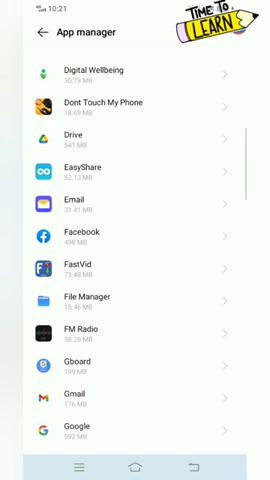 4G 10:21
TIME TO
LEARN
App manager
Digital Wellbeing
30.79 MB
Dont Touch My Phone
18.69 MB
Drive
541 MB
EasyShare
52.13 MB
Email
31.41 MB
Facebook
498 MB
FastVid
73.48 MB
File Manager
15.46 MB
FM Radio
38.28 MB
Gboard
199 MB
Gmail
176 MB
Google
592 MB